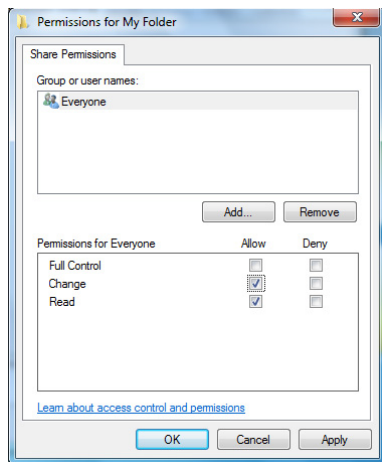 Permissions for My Folder
Share Permissions
Group or user names:
Everyone
Add... Remove
Permissions for Everyone Allow Deny
Full Control
Change
Read
Learn about access control and permissions
OK Cancel Apply